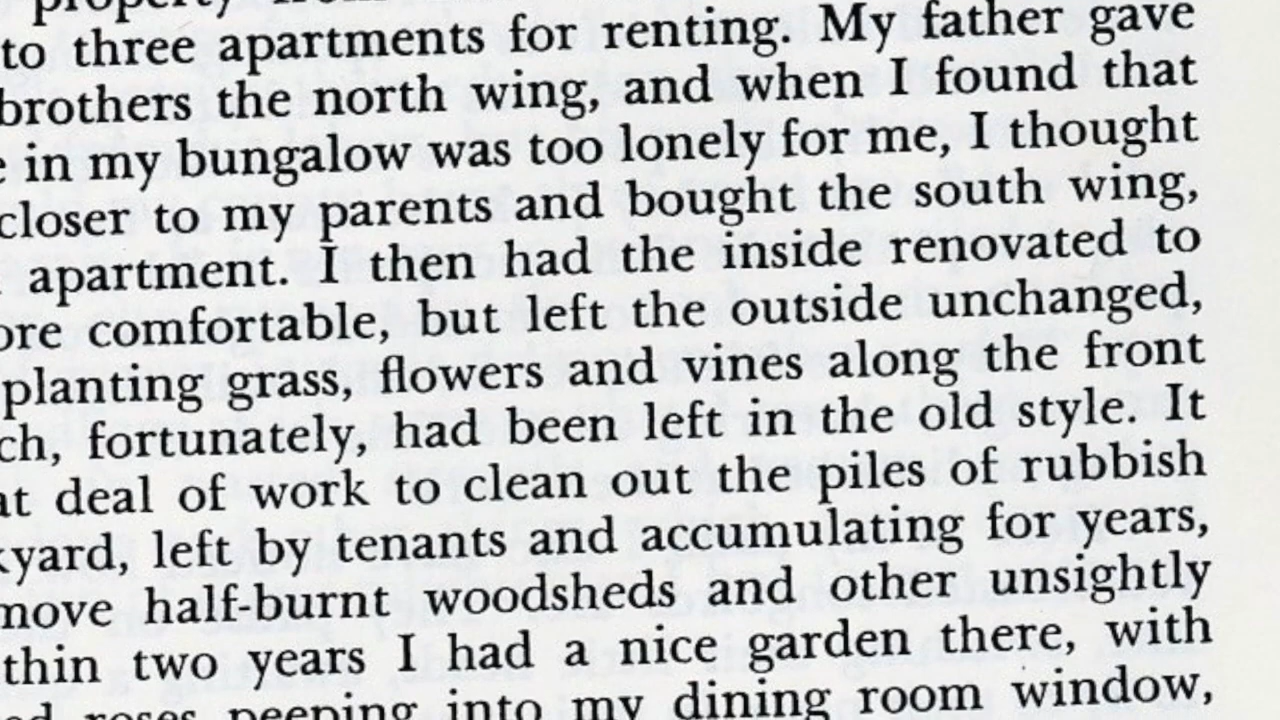 property
to three apartments for renting. My father gave
brothers the north wing, and when I found that
in my bungalow was too lonely for me, I thought
closer to my parents and bought the south wing,
apartment. I then had the inside renovated to
ore comfortable, but left the outside unchanged,
planting grass, flowers and vines along the front
ch, fortunately, had been left in the old style. It
at deal of work to clean out the piles of rubbish
kyard, left by tenants and accumulating for years,
move half-burnt woodsheds and other unsightly
thin two years I had a nice garden there, with
ed roses peeping into my dining room window,